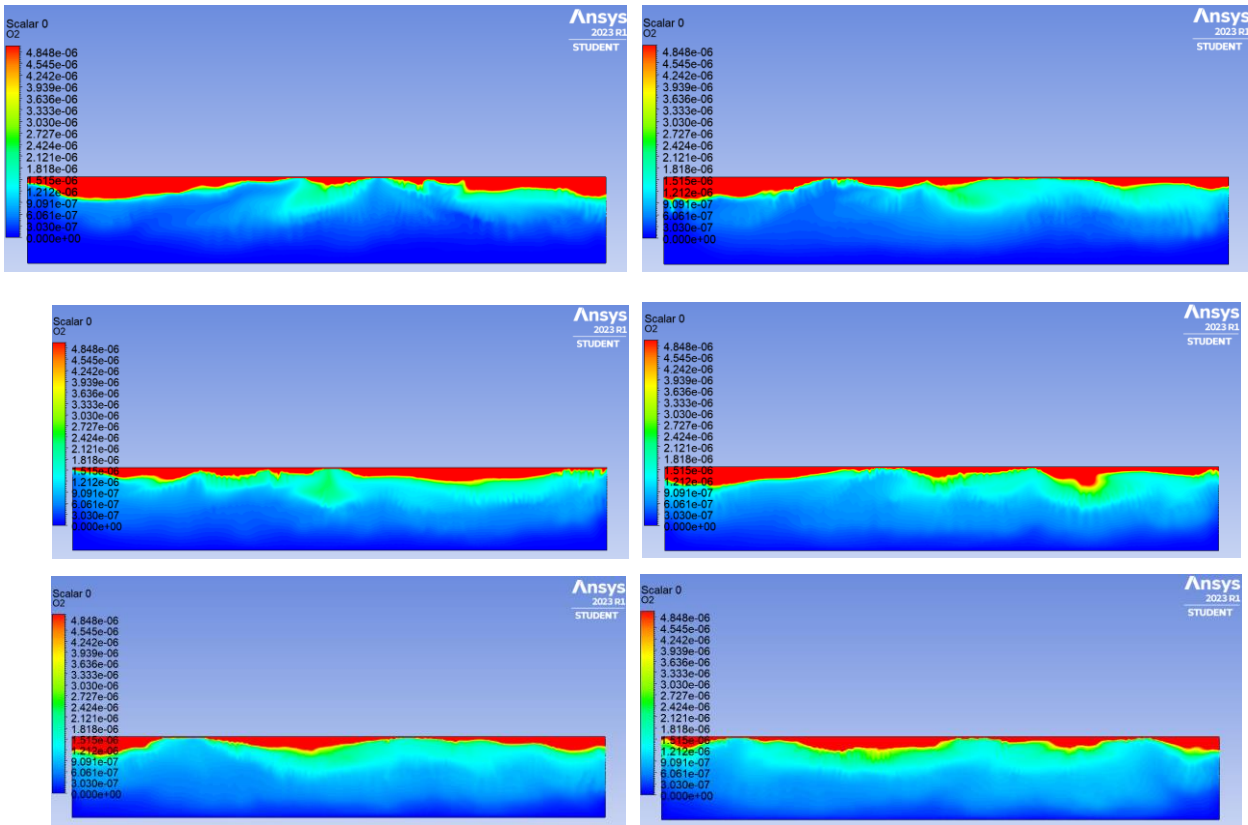 Scalar 0
O2
4.848e-06
4.545e-06
4.242e-06
3.939e-06
3.636e-06
3.333e-06
3.030e-06
2.727e-06
2.424e-06
2.121e-06
1.818e-06
1.515e-06
1.212e-06
9.091e-07
6.061e-07
3.030e-07
0.000e+00
Ansys
2023 R1
STUDENT
Scalar 0
O2
4.848e-06
4.545e-06
4.242e-06
3.939e-06
3.636e-06
3.333e-06
3.030e-06
2.727e-06
2.424e-06
2.121e-06
1.818e-06
1.515e-06
1.212e-06
9.091e-07
6.061e-07
3.030e-07
0.000e+00
Ansys
2023 R1
STUDENT
Scalar 0
O2
4.848e-06
4.545e-06
4.242e-06
3.939e-06
3.636e-06
3.333e-06
3.030e-06
2.727e-06
2.424e-06
2.121e-06
1.818e-06
1.515e-06
1.212e-06
9.091e-07
6.061e-07
3.030e-07
0.000e+00
Ansys
2023 R1
STUDENT
Scalar 0
O2
4.848e-06
4.545e-06
4.242e-06
3.939e-06
3.636e-06
3.333e-06
3.030e-06
2.727e-06
2.424e-06
2.121e-06
1.818e-06
1.515e-06
1.212e-06
9.091e-07
6.061e-07
3.030e-07
0.000e+00
Ansys
2023 R1
STUDENT
Scalar 0
O2
4.848e-06
4.545e-06
4.242e-06
3.939e-06
3.636e-06
3.333e-06
3.030e-06
2.727e-06
2.424e-06
2.121e-06
1.818e-06
1.515e-06
1.212e-06
9.091e-07
6.061e-07
3.030e-07
0.000e+00
Ansys
2023 R1
STUDENT
Scalar 0
O2
4.848e-06
4.545e-06
4.242e-06
3.939e-06
3.636e-06
3.333e-06
3.030e-06
2.727e-06
2.424e-06
2.121e-06
1.818e-06
1.515e-06
1.212e-06
9.091e-07
6.061e-07
3.030e-07
0.000e+00
Ansys
2023 R1
STUDENT